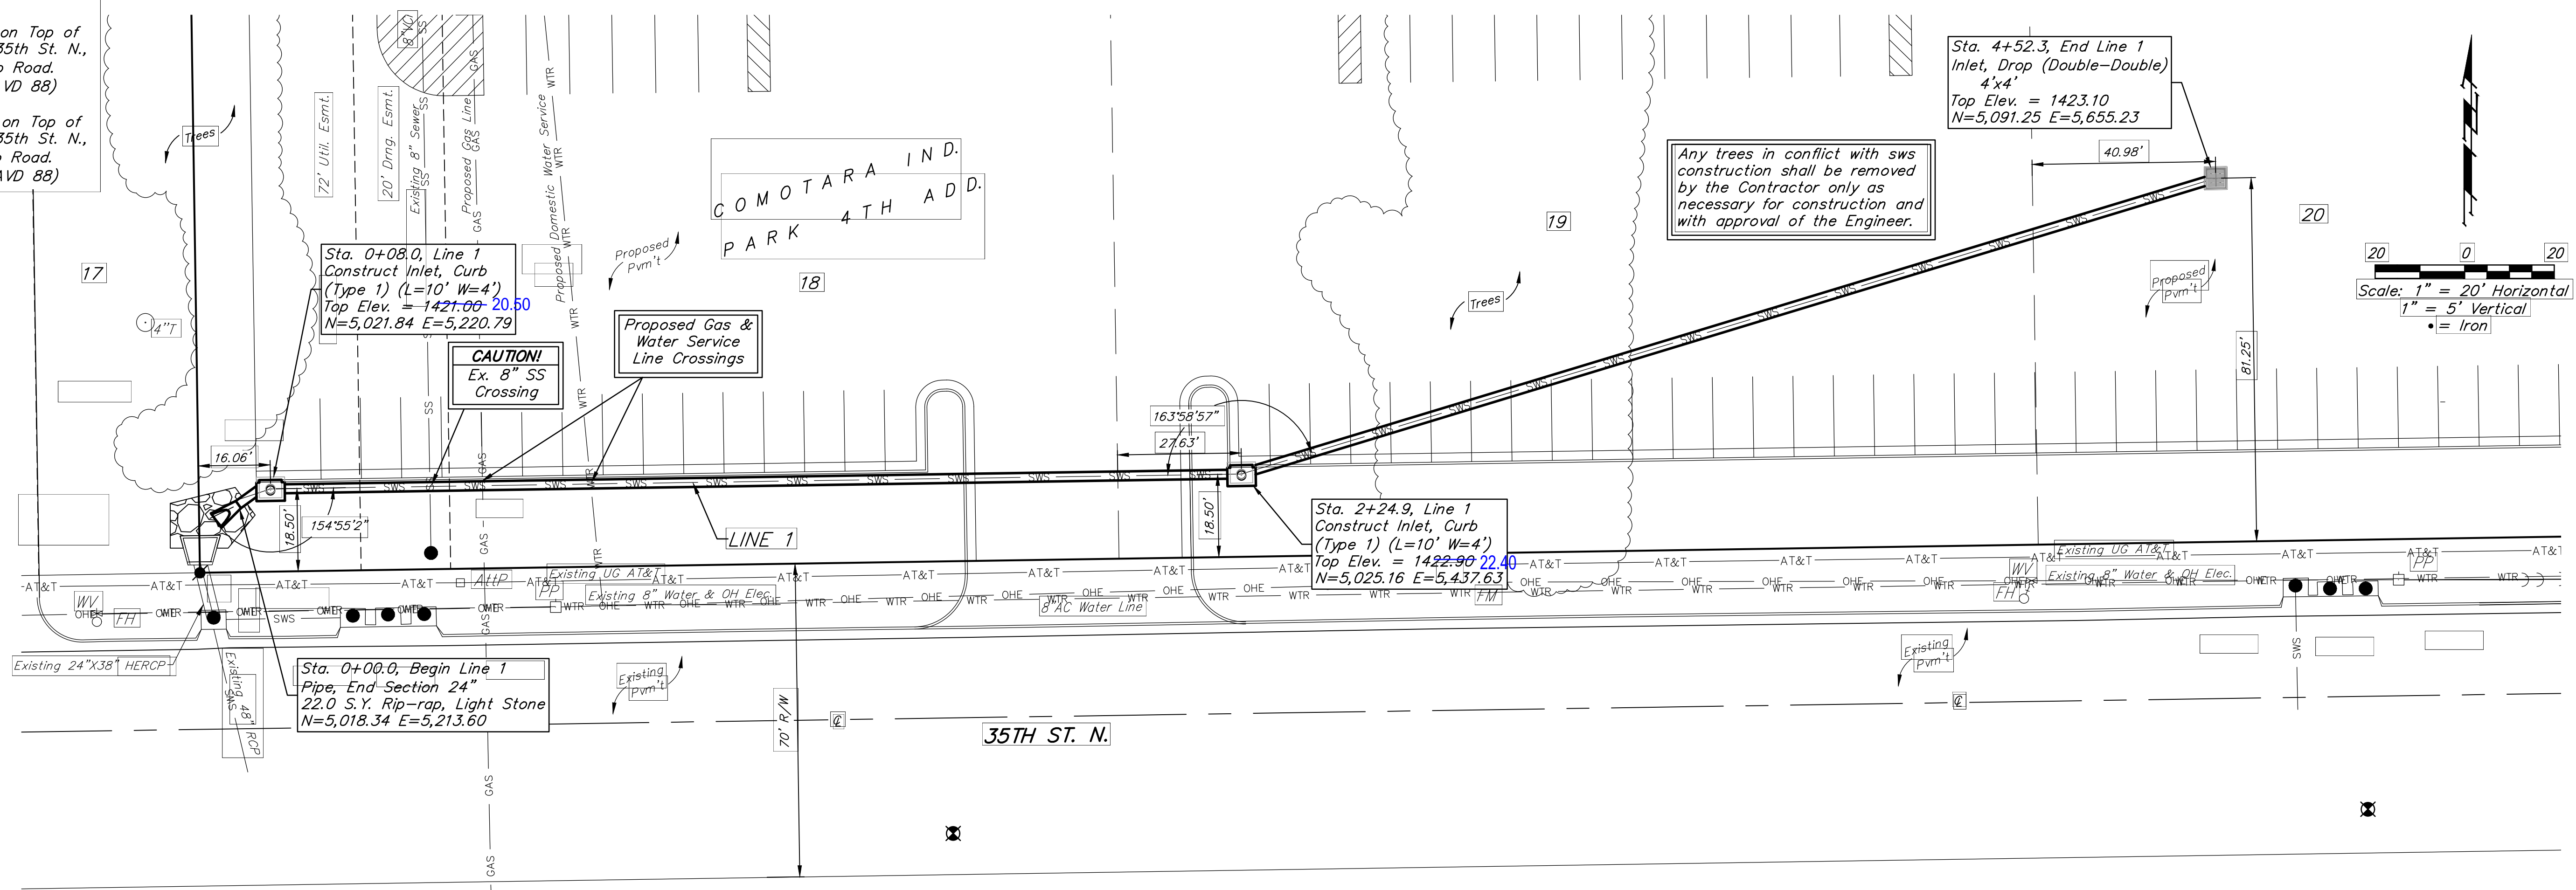 on Top of
35th St. N.,
Road.
VD 88)
on Top of
35th St. N.,
Road.
AVD 88)
Trees
72' Util. Esmt.
20' Drng. Esmt.
Existing 8" Sewer
Proposed Gas Line
Proposed Domestic Water Service
COMOTARA IND.
PARK 4TH ADD.
17
18
19
20
4"T
Proposed
Pvm't
Sta. 0+08.0, Line 1
Construct Inlet, Curb
(Type 1) (L=10' W=4')
Top Elev. = 1421.00 20.50
N=5,021.84 E=5,220.79
CAUTION!
Ex. 8" SS
Crossing
Proposed Gas &
Water Service
Line Crossings
Sta. 4+52.3, End Line 1
Inlet, Drop (Double-Double)
4'x4'
Top Elev. = 1423.10
N=5,091.25 E=5,655.23
Any trees in conflict with sws
construction shall be removed
by the Contractor only as
necessary for construction and
with approval of the Engineer.
40.98'
81.25'
Trees
Proposed
Pvm't
20 0 20
Scale: 1" = 20' Horizontal
1" = 5' Vertical
• = Iron
163°58'57"
27.63'
16.06'
18.50'
154°55'2"
LINE 1
18.50'
Sta. 2+24.9, Line 1
Construct Inlet, Curb
(Type 1) (L=10' W=4')
Top Elev. = 1422.90 22.40
N=5,025.16 E=5,437.63
AttP
Existing UG AT&T
PP
Existing 8" Water & OH Elec.
8" AC Water Line
FM
WV
FH
WV
FH
Existing UG AT&T
Existing 8" Water & OH Elec.
PP
Existing 24"X38" HERCP
Existing 48" RCP
Sta. 0+00.0, Begin Line 1
Pipe, End Section 24"
22.0 S.Y. Rip-rap, Light Stone
N=5,018.34 E=5,213.60
Existing
Pvm't
70' R/W
35TH ST. N.
Existing
Pvm't